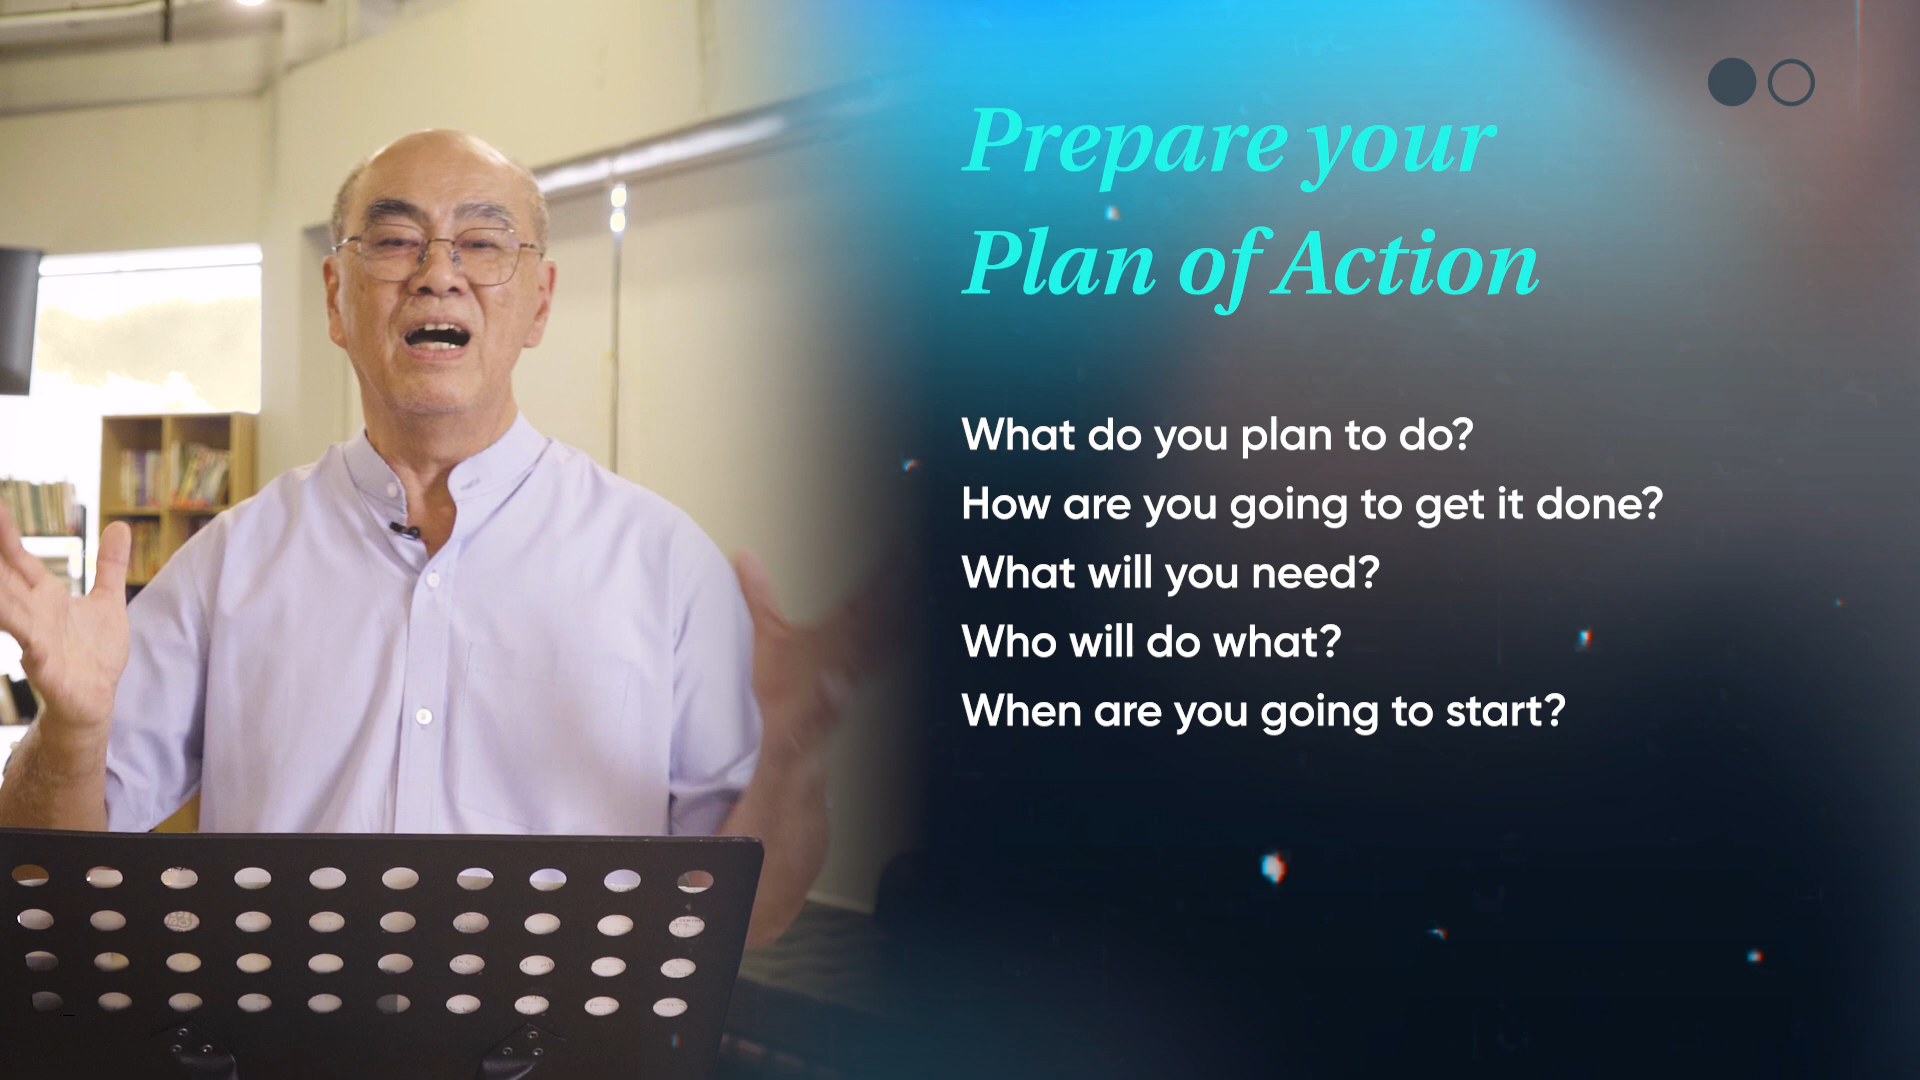 Prepare your
Plan of Action
What do you plan to do?
How are you going to get it done?
What will you need?
Who will do what?
When are you going to start?